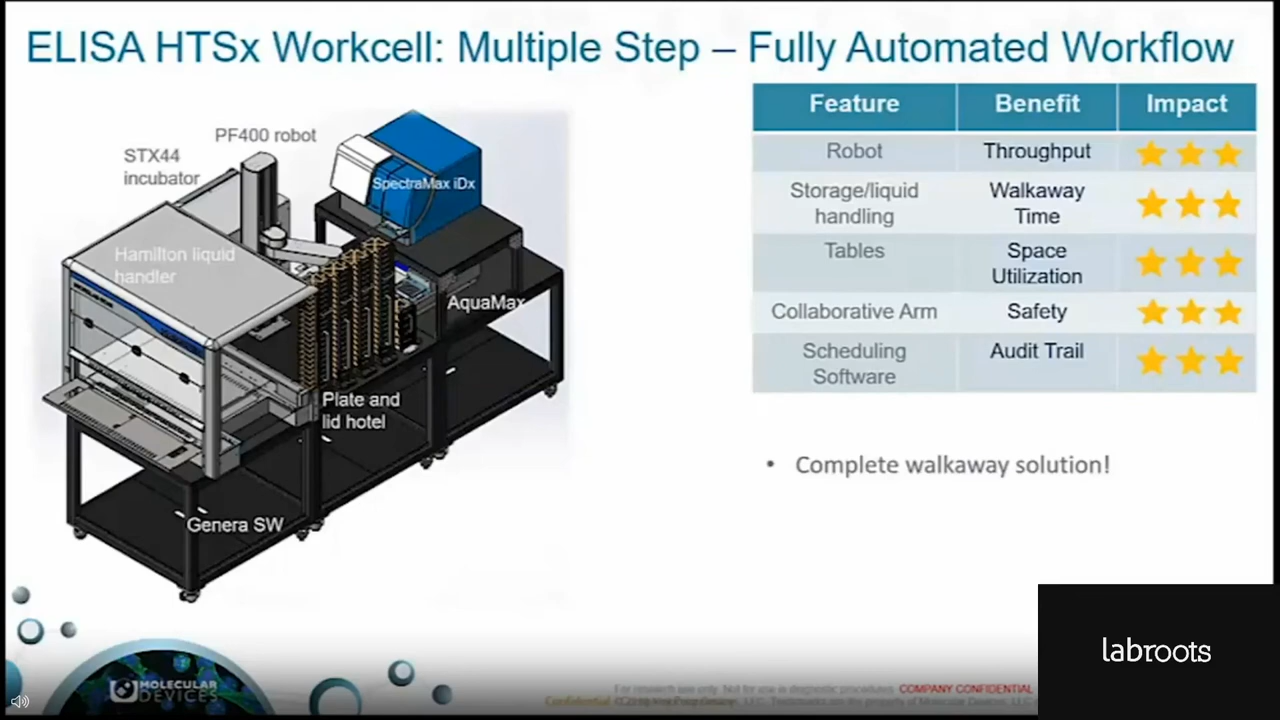 ELISA HTSx Workcell: Multiple Step – Fully Automated Workflow
PF400 robot
STX44
incubator
SpectraMax iDx
Hamilton liquid
handler
AquaMax
Plate and
lid hotel
Genera SW
Feature Benefit Impact
Robot Throughput
Storage/liquid
handling
Walkaway
Time
Tables
Space
Utilization
Collaborative Arm Safety
Scheduling
Software
Audit Trail
• Complete walkaway solution!
labroots
MOLECULAR
DEVICES
For research use only. Not for use in diagnostic procedures. COMPANY CONFIDENTIAL
Confidential